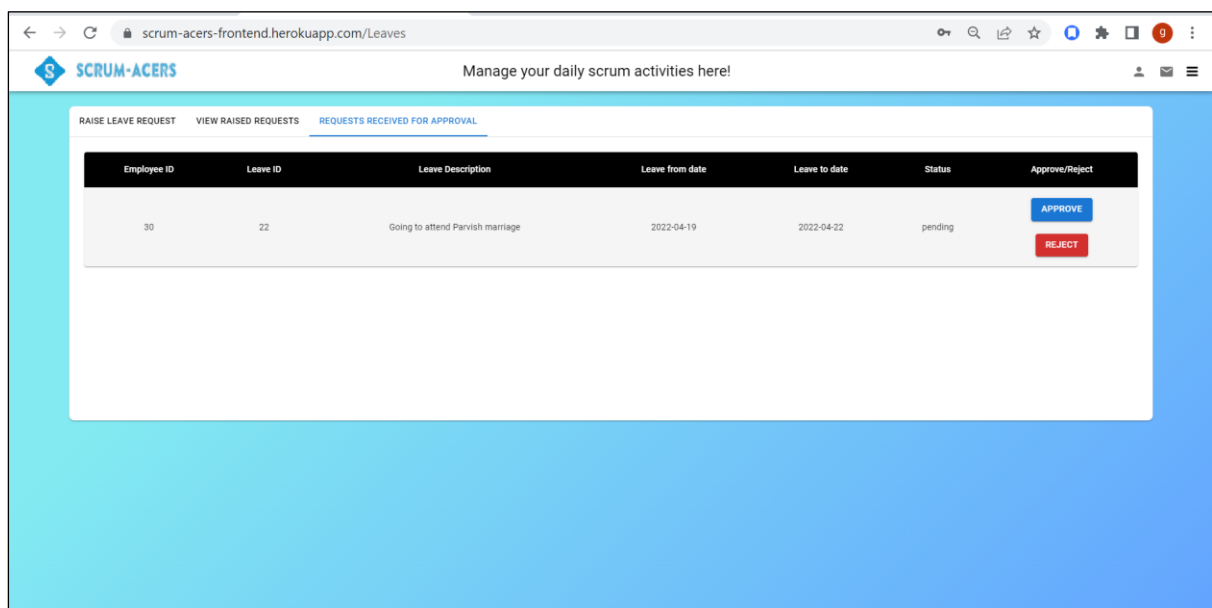 scrum-acers-frontend.herokuapp.com/Leaves
g
S SCRUM-ACERS
Manage your daily scrum activities here!
RAISE LEAVE REQUEST VIEW RAISED REQUESTS REQUESTS RECEIVED FOR APPROVAL
Employee ID Leave ID Leave Description Leave from date Leave to date Status Approve/Reject
30 22 Going to attend Parvish marriage 2022-04-19 2022-04-22 pending
APPROVE
REJECT